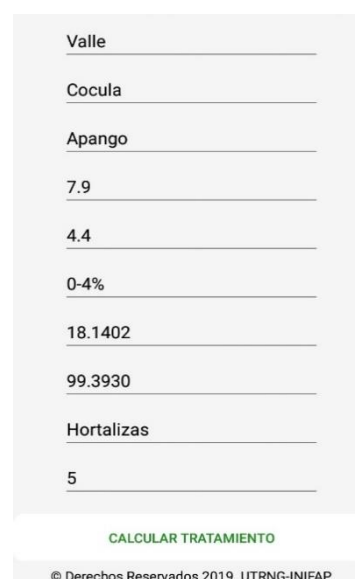 Valle
Cocula
Apango
7.9
4.4
0-4%
18.1402
99.3930
Hortalizas
5
CALCULAR TRATAMIENTO
© Derechos Reservados 2019. UTRNG-INIFAP